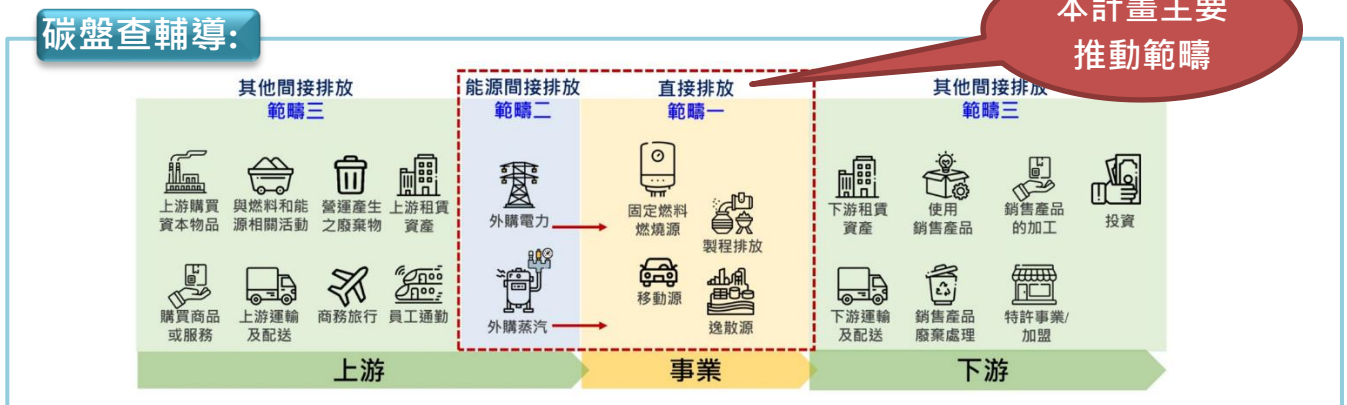 碳盤查輔導:
本計畫主要
推動範疇
其他間接排放
範疇三
能源間接排放
範疇二
直接排放
範疇一
其他間接排放
範疇三
上游購買
資本物品
與燃料和能
源相關活動
營運產生
之廢棄物
上游租賃
資產
購買商品
或服務
上游運輸
及配送
商務旅行
員工通勤
外購電力
外購蒸汽
固定燃料
燃燒源
製程排放
移動源
逸散源
下游租賃
資產
使用
銷售產品
銷售產品
的加工
投資
下游運輸
及配送
銷售產品
廢棄處理
特許事業/
加盟
上游
事業
下游